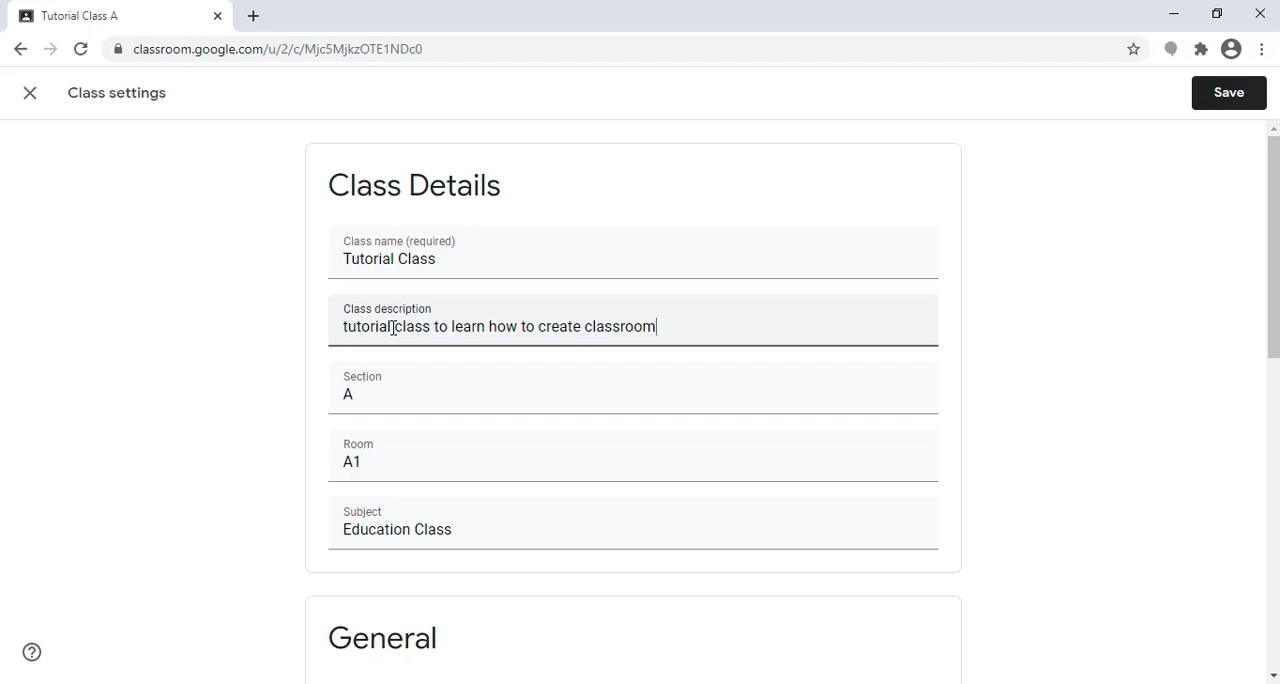 Tutorial Class A
classroom.google.com/u/2/c/Mjc5MjkzOTE1NDc0
Class settings
Save
Class Details
Class name (required)
Tutorial Class
Class description
tutorial class to learn how to create classroom
Section
A
Room
A1
Subject
Education Class
General